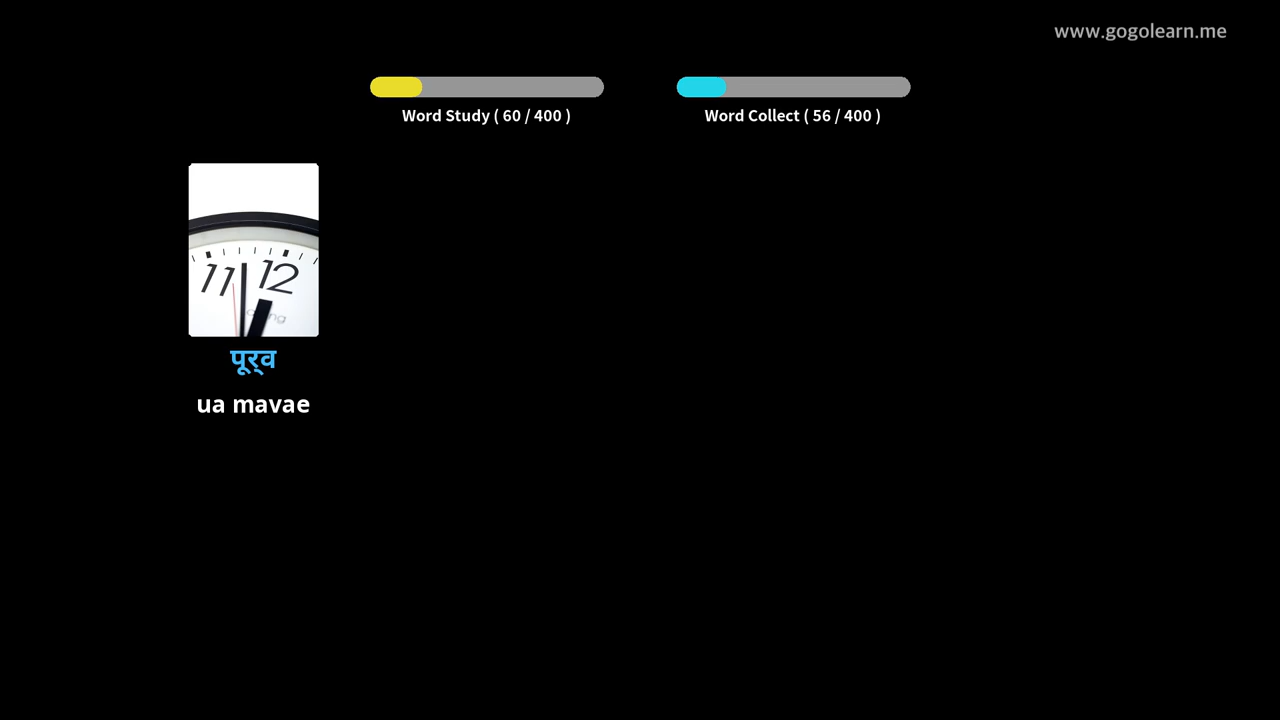 www.gogolearn.me
Word Study ( 60 / 400 )
Word Collect ( 56 / 400 )
11 12
पूर्व
ua mavae